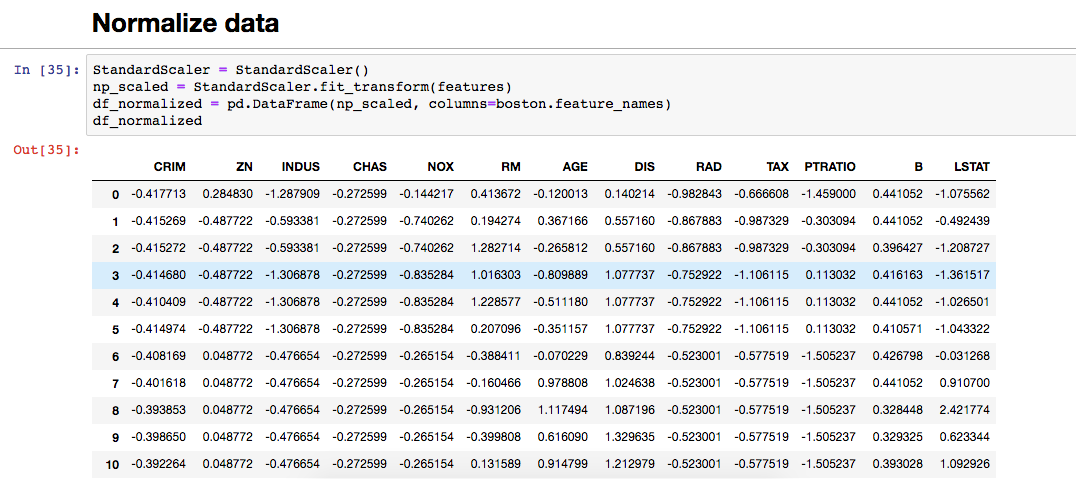 Normalize data
In [35]: StandardScaler = StandardScaler()
np_scaled = StandardScaler.fit_transform(features)
df_normalized = pd.DataFrame(np_scaled, columns=boston.feature_names)
df_normalized
Out[35]:
CRIM ZN INDUS CHAS NOX RM AGE DIS RAD TAX PTRATIO B LSTAT
0 -0.417713 0.284830 -1.287909 -0.272599 -0.144217 0.413672 -0.120013 0.140214 -0.982843 -0.666608 -1.459000 0.441052 -1.075562
1 -0.415269 -0.487722 -0.593381 -0.272599 -0.740262 0.194274 0.367166 0.557160 -0.867883 -0.987329 -0.303094 0.441052 -0.492439
2 -0.415272 -0.487722 -0.593381 -0.272599 -0.740262 1.282714 -0.265812 0.557160 -0.867883 -0.987329 -0.303094 0.396427 -1.208727
3 -0.414680 -0.487722 -1.306878 -0.272599 -0.835284 1.016303 -0.809889 1.077737 -0.752922 -1.106115 0.113032 0.416163 -1.361517
4 -0.410409 -0.487722 -1.306878 -0.272599 -0.835284 1.228577 -0.511180 1.077737 -0.752922 -1.106115 0.113032 0.441052 -1.026501
5 -0.414974 -0.487722 -1.306878 -0.272599 -0.835284 0.207096 -0.351157 1.077737 -0.752922 -1.106115 0.113032 0.410571 -1.043322
6 -0.408169 0.048772 -0.476654 -0.272599 -0.265154 -0.388411 -0.070229 0.839244 -0.523001 -0.577519 -1.505237 0.426798 -0.031268
7 -0.401618 0.048772 -0.476654 -0.272599 -0.265154 -0.160466 0.978808 1.024638 -0.523001 -0.577519 -1.505237 0.441052 0.910700
8 -0.393853 0.048772 -0.476654 -0.272599 -0.265154 -0.931206 1.117494 1.087196 -0.523001 -0.577519 -1.505237 0.328448 2.421774
9 -0.398650 0.048772 -0.476654 -0.272599 -0.265154 -0.399808 0.616090 1.329635 -0.523001 -0.577519 -1.505237 0.329325 0.623344
10 -0.392264 0.048772 -0.476654 -0.272599 -0.265154 0.131589 0.914799 1.212979 -0.523001 -0.577519 -1.505237 0.393028 1.092926